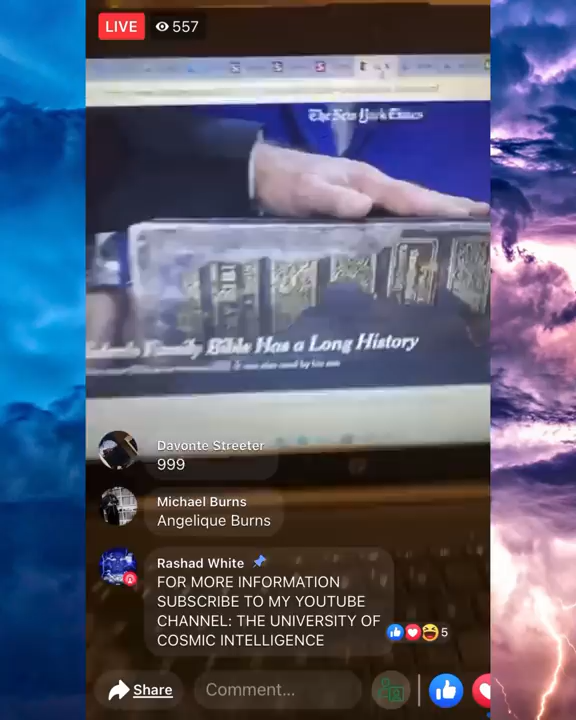 LIVE
557
The New York Times
Family Bible Has a Long History
Davonte Streeter
999
Michael Burns
Angelique Burns
Rashad White
FOR MORE INFORMATION
SUBSCRIBE TO MY YOUTUBE
CHANNEL: THE UNIVERSITY OF
COSMIC INTELLIGENCE
5
Share
Comment...